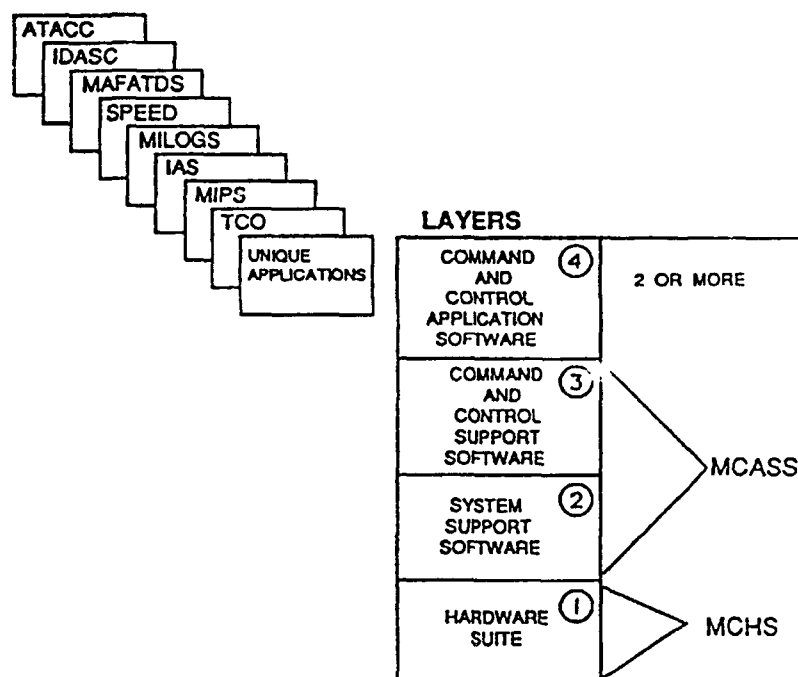 ATACC
IDASC
MAFATDS
SPEED
MILOGS
IAS
MIPS
TCO
UNIQUE
APPLICATIONS
LAYERS
COMMAND
AND
CONTROL
APPLICATION
SOFTWARE
4
2 OR MORE
COMMAND
AND
CONTROL
SUPPORT
SOFTWARE
3
MCASS
SYSTEM
SUPPORT
SOFTWARE
2
HARDWARE
SUITE
1
MCHS